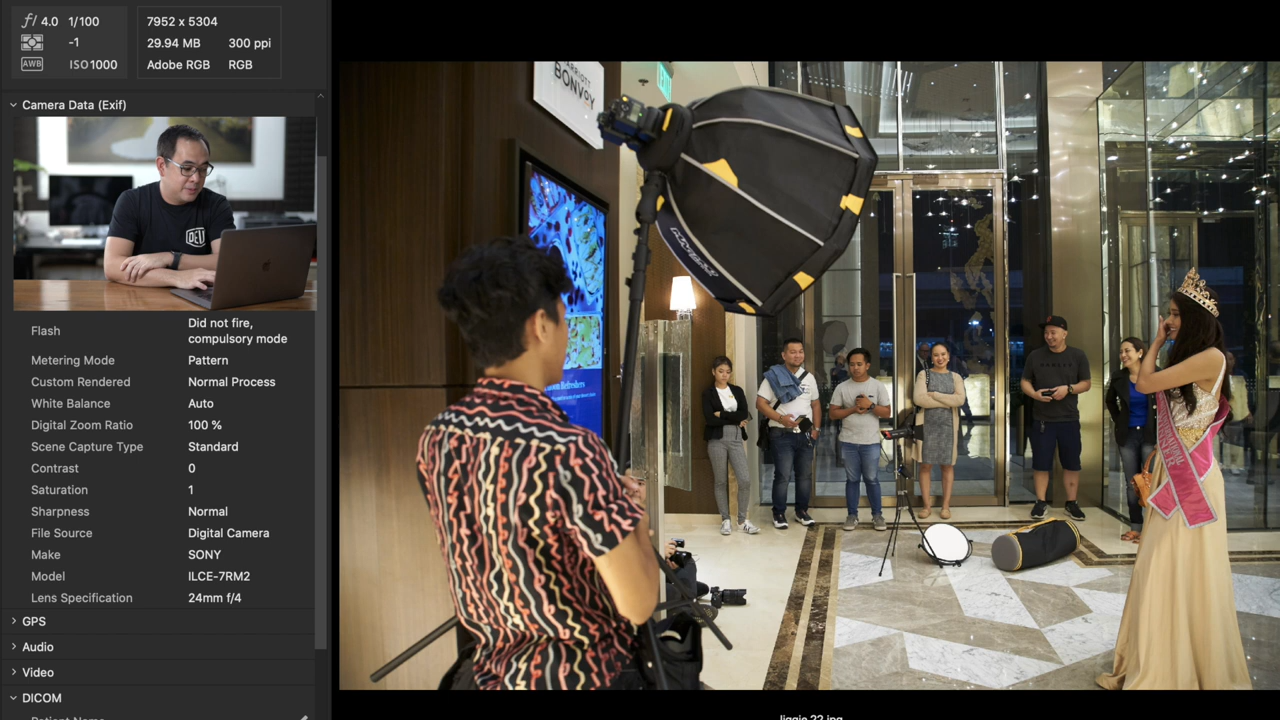 f/ 4.0 1/100
-1
AWB ISO1000
7952 x 5304
29.94 MB 300 ppi
Adobe RGB RGB
Camera Data (Exif)
Flash Did not fire, compulsory mode
Metering Mode Pattern
Custom Rendered Normal Process
White Balance Auto
Digital Zoom Ratio 100 %
Scene Capture Type Standard
Contrast 0
Saturation 1
Sharpness Normal
File Source Digital Camera
Make SONY
Model ILCE-7RM2
Lens Specification 24mm f/4
GPS
Audio
Video
DICOM
BONVOY
EXIT